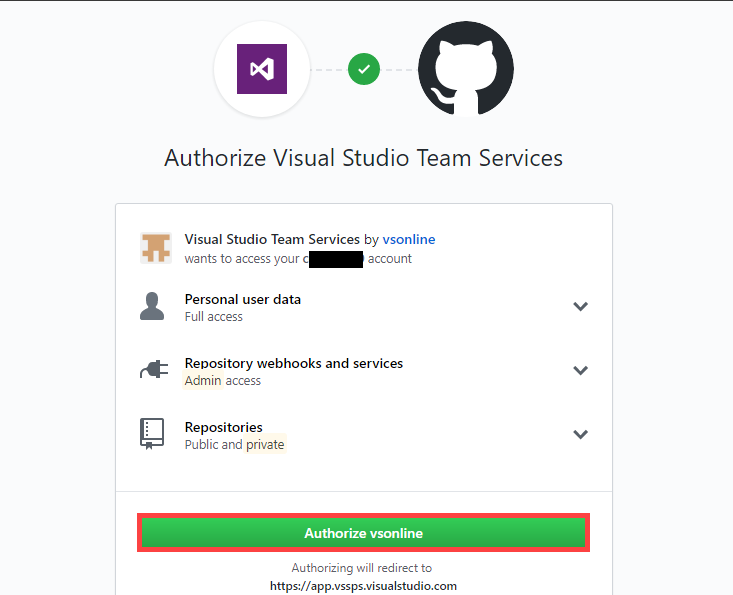 Authorize Visual Studio Team Services
Visual Studio Team Services by vsonline
wants to access your c account
Personal user data
Full access
Repository webhooks and services
Admin access
Repositories
Public and private
Authorize vsonline
Authorizing will redirect to
https://app.vssps.visualstudio.com